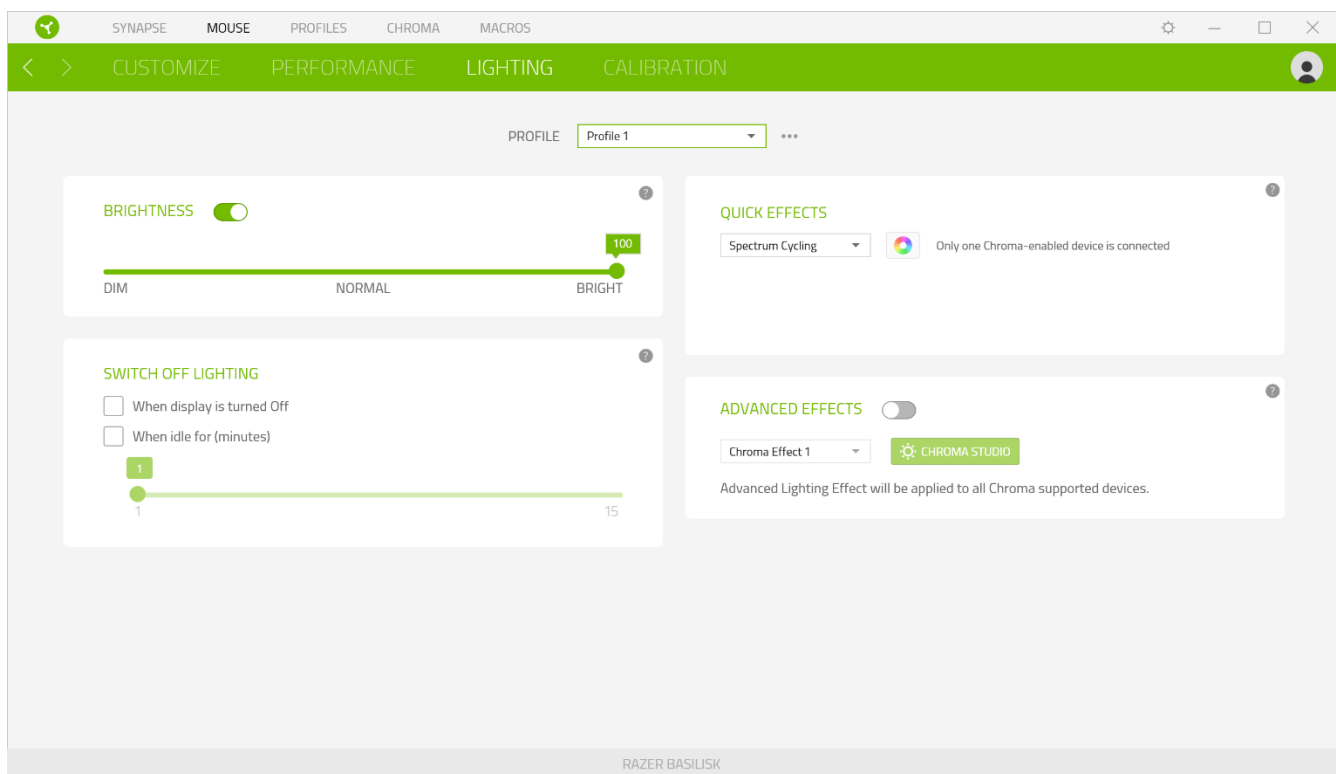 SYNAPSE MOUSE PROFILES CHROMA MACROS
CUSTOMIZE PERFORMANCE LIGHTING CALIBRATION
PROFILE Profile 1
BRIGHTNESS
100
DIM NORMAL BRIGHT
SWITCH OFF LIGHTING
When display is turned Off
When idle for (minutes)
1
1 15
QUICK EFFECTS
Spectrum Cycling Only one Chroma-enabled device is connected
ADVANCED EFFECTS
Chroma Effect 1 CHROMA STUDIO
Advanced Lighting Effect will be applied to all Chroma supported devices.
RAZER BASILISK